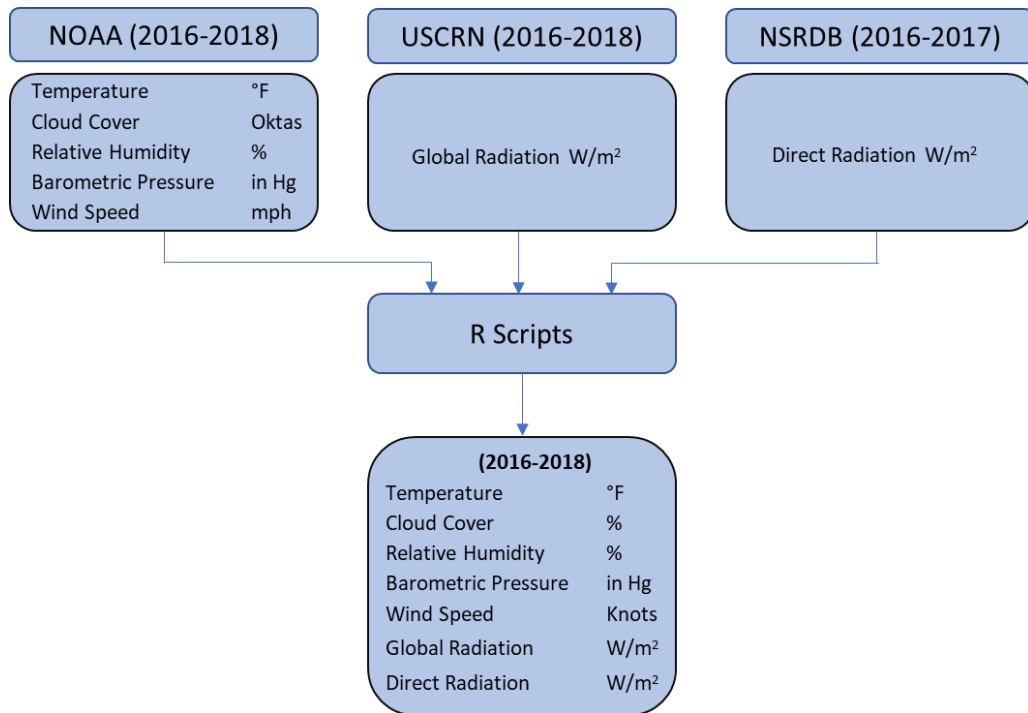 NOAA (2016-2018)
Temperature °F
Cloud Cover Oktas
Relative Humidity %
Barometric Pressure in Hg
Wind Speed mph
USCRN (2016-2018)
Global Radiation W/m²
NSRDB (2016-2017)
Direct Radiation W/m²
R Scripts
(2016-2018)
Temperature °F
Cloud Cover %
Relative Humidity %
Barometric Pressure in Hg
Wind Speed Knots
Global Radiation W/m²
Direct Radiation W/m²